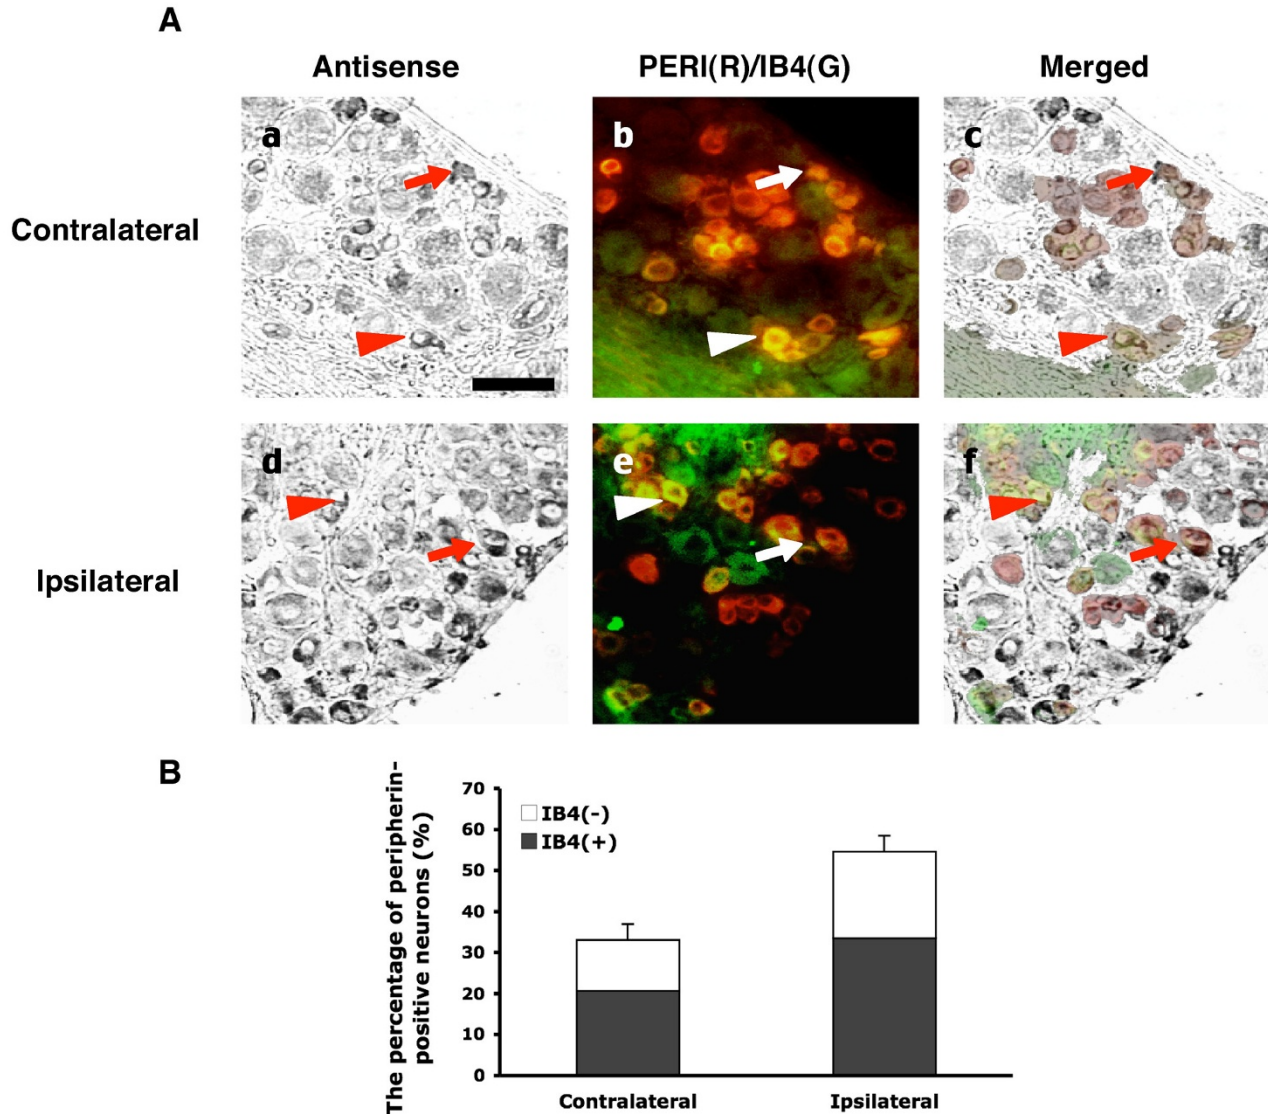 A
Antisense
PERI(R)/IB4(G)
Merged
Contralateral
a
b
c
Ipsilateral
d
e
f
B
The percentage of peripherin-
positive neurons (%)
70
60
50
40
30
20
10
0
IB4(-)
IB4(+)
Contralateral
Ipsilateral